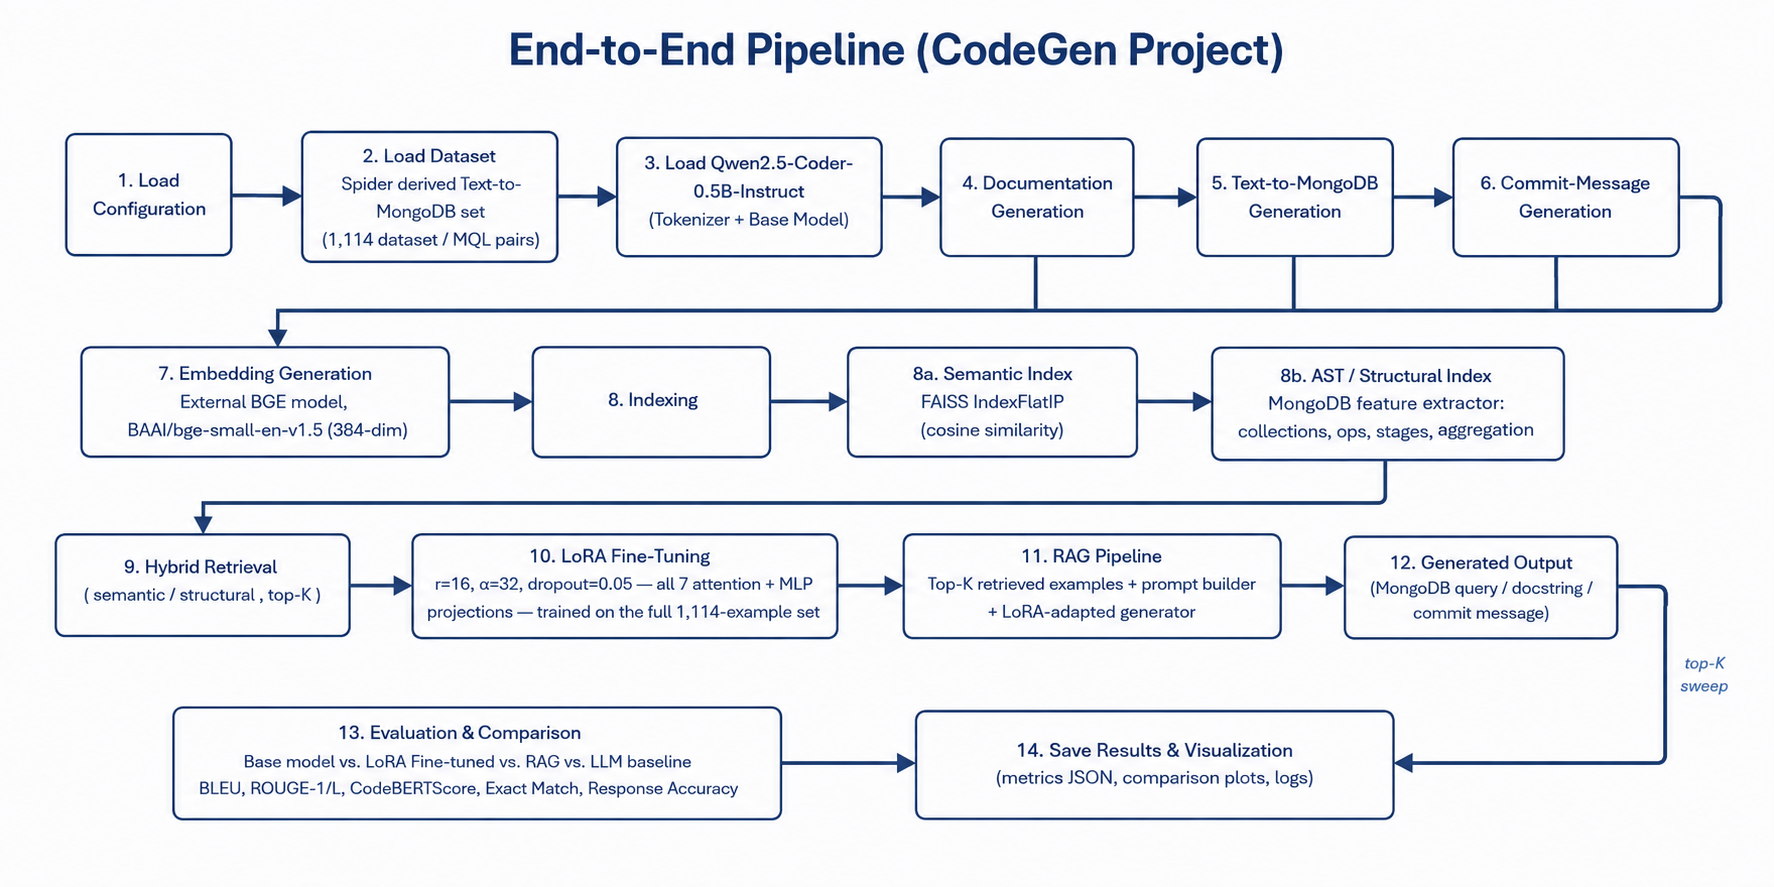 End-to-End Pipeline (CodeGen Project)
1. Load
Configuration
2. Load Dataset
Spider derived Text-to-
MongoDB set
(1,114 dataset / MQL pairs)
3. Load Qwen2.5-Coder-
0.5B-Instruct
(Tokenizer + Base Model)
4. Documentation
Generation
5. Text-to-MongoDB
Generation
6. Commit-Message
Generation
7. Embedding Generation
External BGE model,
BAAI/bge-small-en-v1.5 (384-dim)
8. Indexing
8a. Semantic Index
FAISS IndexFlatIP
(cosine similarity)
8b. AST / Structural Index
MongoDB feature extractor:
collections, ops, stages, aggregation
9. Hybrid Retrieval
( semantic / structural , top-K )
10. LoRA Fine-Tuning
r=16, α=32, dropout=0.05 — all 7 attention + MLP
projections — trained on the full 1,114-example set
11. RAG Pipeline
Top-K retrieved examples + prompt builder
+ LoRA-adapted generator
12. Generated Output
(MongoDB query / docstring /
commit message)
top-K
sweep
13. Evaluation & Comparison
Base model vs. LoRA Fine-tuned vs. RAG vs. LLM baseline
BLEU, ROUGE-1/L, CodeBERTScore, Exact Match, Response Accuracy
14. Save Results & Visualization
(metrics JSON, comparison plots, logs)